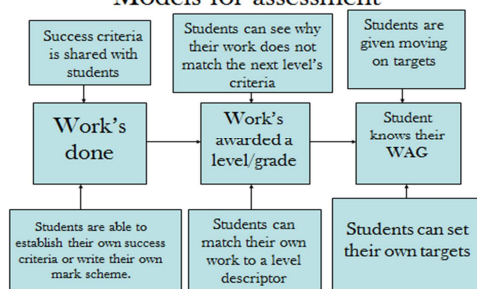 Models for assessment
Success criteria
is shared with
students
Students can see why
their work does not
match the next level's
criteria
Students are
given moving
on targets
Work's
done
Work's
awarded a
level/grade
Student
knows their
WAG
Students are able to
establish their own success
criteria or write their own
mark scheme.
Students can
match their own
work to a level
descriptor
Students can set
their own targets